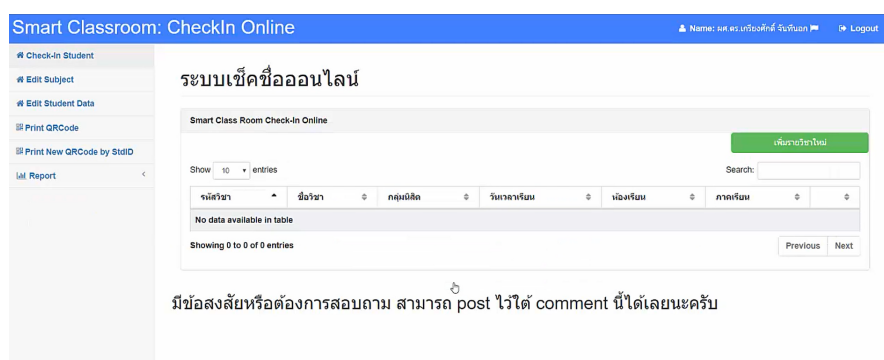 Smart Classroom: CheckIn Online
Name: ผศ.ดร.เกรียงศักดิ์ จันทีนอก
Logout
Check-In Student
Edit Subject
Edit Student Data
Print QRCode
Print New QRCode by StdID
Report
ระบบเช็คชื่อออนไลน์
Smart Class Room Check-In Online
เพิ่มรายวิชาใหม่
Show 10 entries
Search:
รหัสวิชา ชื่อวิชา กลุ่มนิสิต วันเวลาเรียน ห้องเรียน ภาคเรียน
No data available in table
Showing 0 to 0 of 0 entries
Previous Next
มีข้อสงสัยหรือต้องการสอบถาม สามารถ post ไว้ใต้ comment นี้ได้เลยนะครับ